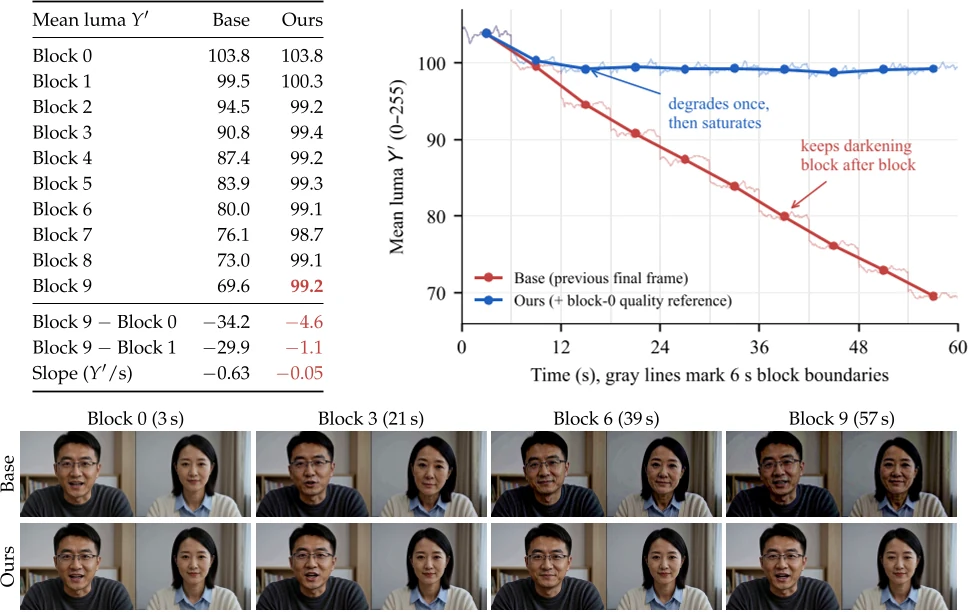 Mean luma Y′ Base Ours
Block 0 103.8 103.8
Block 1 99.5 100.3
Block 2 94.5 99.2
Block 3 90.8 99.4
Block 4 87.4 99.2
Block 5 83.9 99.3
Block 6 80.0 99.1
Block 7 76.1 98.7
Block 8 73.0 99.1
Block 9 69.6 99.2
Block 9 − Block 0 −34.2 −4.6
Block 9 − Block 1 −29.9 −1.1
Slope (Y′/s) −0.63 −0.05
Mean luma Y′ (0–255)
100
90
80
70
degrades once,
then saturates
keeps darkening
block after block
Base (previous final frame)
Ours (+ block-0 quality reference)
0 12 24 36 48 60
Time (s), gray lines mark 6 s block boundaries
Block 0 (3 s) Block 3 (21 s) Block 6 (39 s) Block 9 (57 s)
Base
Ours